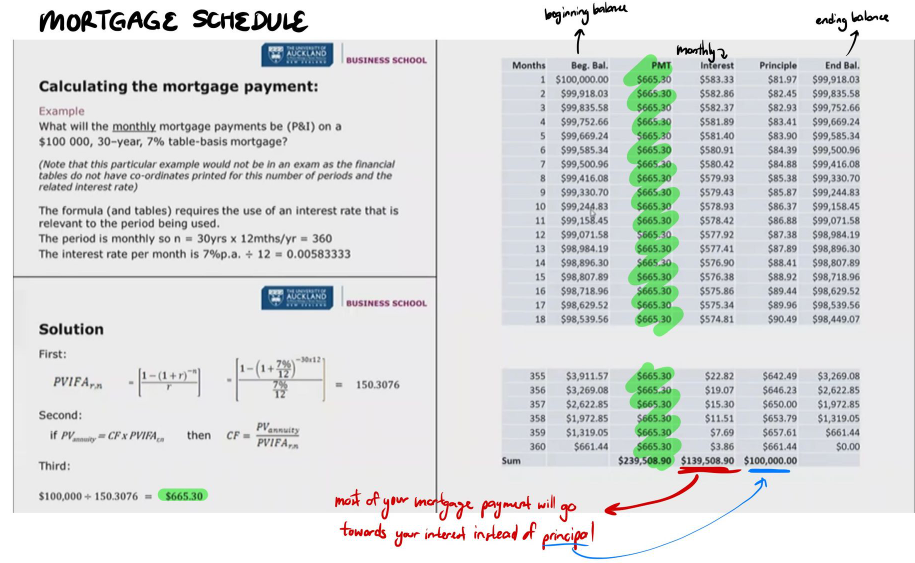 MORTGAGE SCHEDULE
THE UNIVERSITY OF
AUCKLAND
NEW ZEALAND
BUSINESS SCHOOL
Calculating the mortgage payment:
Example
What will the monthly mortgage payments be (P&I) on a
$100 000, 30–year, 7% table-basis mortgage?
(Note that this particular example would not be in an exam as the financial
tables do not have co-ordinates printed for this number of periods and the
related interest rate)
The formula (and tables) requires the use of an interest rate that is
relevant to the period being used.
The period is monthly so n = 30yrs x 12mths/yr = 360
The interest rate per month is 7%p.a. ÷ 12 = 0.00583333
THE UNIVERSITY OF
AUCKLAND
NEW ZEALAND
BUSINESS SCHOOL
Solution
First:
PVIFA r,n = [1−(1+r)^−n / r] = [1−(1+7%/12)^−30x12 / 7%/12] = 150.3076
Second:
if PV annuity = CF x PVIFA r,n then CF = PV annuity / PVIFA r,n
Third:
$100,000 ÷ 150.3076 = $665.30
beginning balance
monthly
ending balance
Months Beg. Bal. PMT Interest Principle End Bal.
1 $100,000.00 $665.30 $583.33 $81.97 $99,918.03
2 $99,918.03 $665.30 $582.86 $82.45 $99,835.58
3 $99,835.58 $665.30 $582.37 $82.93 $99,752.66
4 $99,752.66 $665.30 $581.89 $83.41 $99,669.24
5 $99,669.24 $665.30 $581.40 $83.90 $99,585.34
6 $99,585.34 $665.30 $580.91 $84.39 $99,500.96
7 $99,500.96 $665.30 $580.42 $84.88 $99,416.08
8 $99,416.08 $665.30 $579.93 $85.38 $99,330.70
9 $99,330.70 $665.30 $579.43 $85.87 $99,244.83
10 $99,244.83 $665.30 $578.93 $86.37 $99,158.45
11 $99,158.45 $665.30 $578.42 $86.88 $99,071.58
12 $99,071.58 $665.30 $577.92 $87.38 $98,984.19
13 $98,984.19 $665.30 $577.41 $87.89 $98,896.30
14 $98,896.30 $665.30 $576.90 $88.41 $98,807.89
15 $98,807.89 $665.30 $576.38 $88.92 $98,718.96
16 $98,718.96 $665.30 $575.86 $89.44 $98,629.52
17 $98,629.52 $665.30 $575.34 $89.96 $98,539.56
18 $98,539.56 $665.30 $574.81 $90.49 $98,449.07
355 $3,911.57 $665.30 $22.82 $642.49 $3,269.08
356 $3,269.08 $665.30 $19.07 $646.23 $2,622.85
357 $2,622.85 $665.30 $15.30 $650.00 $1,972.85
358 $1,972.85 $665.30 $11.51 $653.79 $1,319.05
359 $1,319.05 $665.30 $7.69 $657.61 $661.44
360 $661.44 $665.30 $3.86 $661.44 $0.00
Sum $239,508.90 $139,508.90 $100,000.00
most of your mortgage payment will go
towards your interest instead of principal